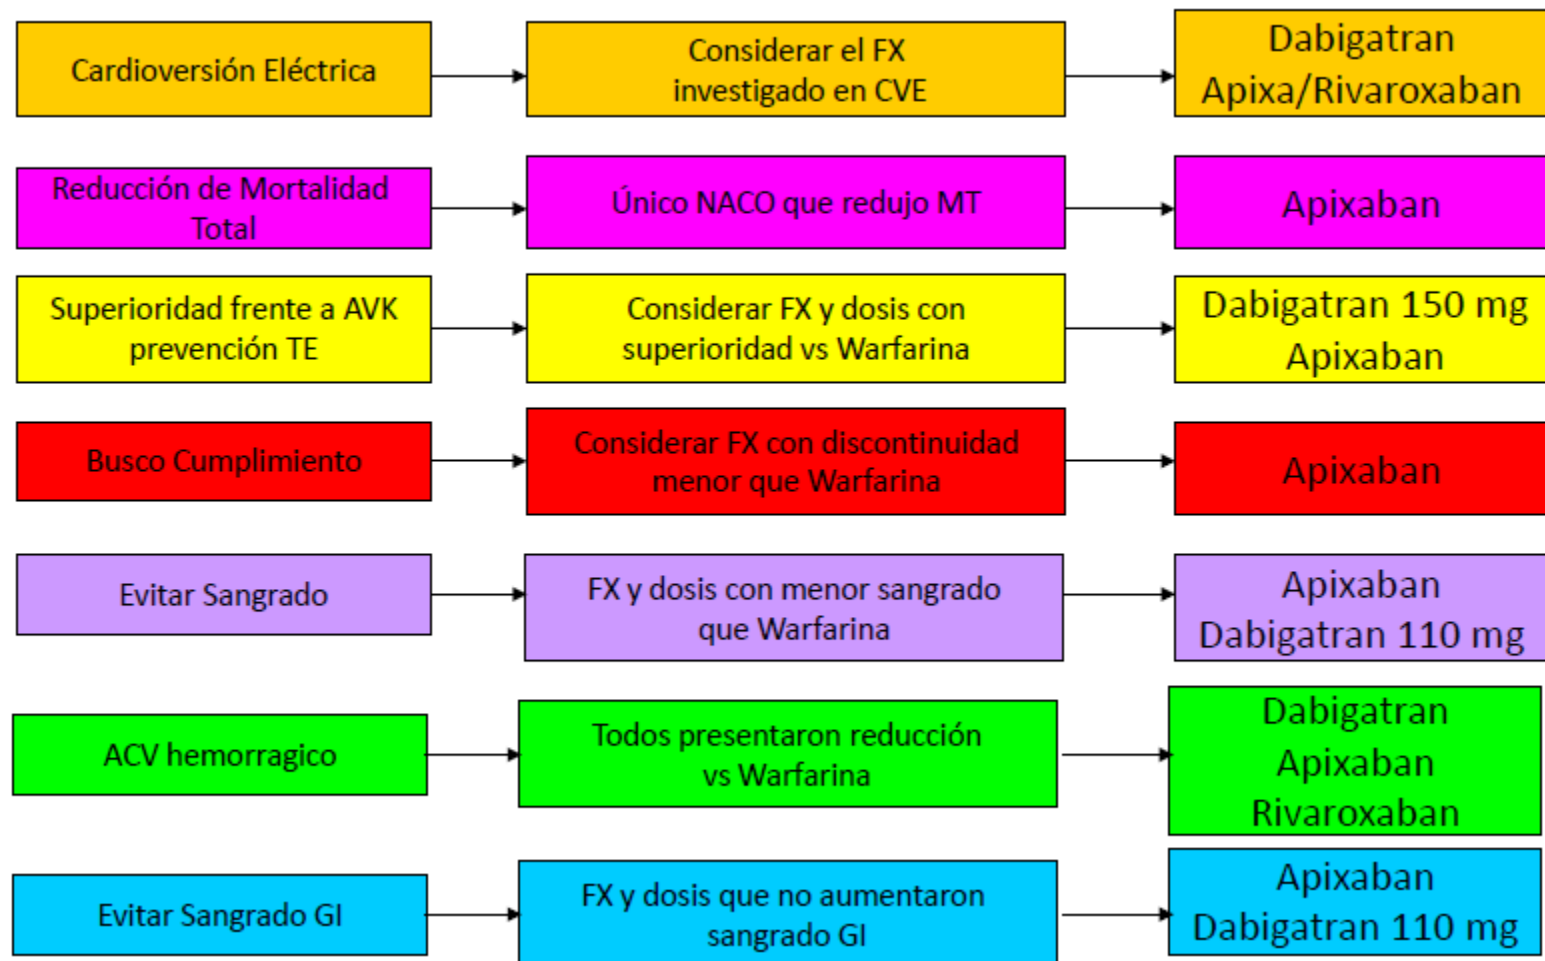 Cardioversión Eléctrica
Considerar el FX
investigado en CVE
Dabigatran
Apixa/Rivaroxaban
Reducción de Mortalidad
Total
Único NACO que redujo MT
Apixaban
Superioridad frente a AVK
prevención TE
Considerar FX y dosis con
superioridad vs Warfarina
Dabigatran 150 mg
Apixaban
Busco Cumplimiento
Considerar FX con discontinuidad
menor que Warfarina
Apixaban
Evitar Sangrado
FX y dosis con menor sangrado
que Warfarina
Apixaban
Dabigatran 110 mg
ACV hemorragico
Todos presentaron reducción
vs Warfarina
Dabigatran
Apixaban
Rivaroxaban
Evitar Sangrado GI
FX y dosis que no aumentaron
sangrado GI
Apixaban
Dabigatran 110 mg